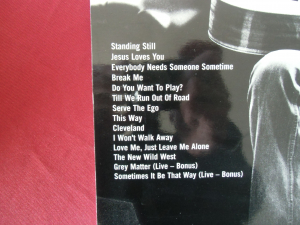 Standing Still
Jesus Loves You
Everybody Needs Someone Sometime
Break Me
Do You Want To Play?
Till We Run Out Of Road
Serve The Ego
This Way
Cleveland
I Won't Walk Away
Love Me, Just Leave Me Alone
The New Wild West
Grey Matter (Live – Bonus)
Sometimes It Be That Way (Live – Bonus)